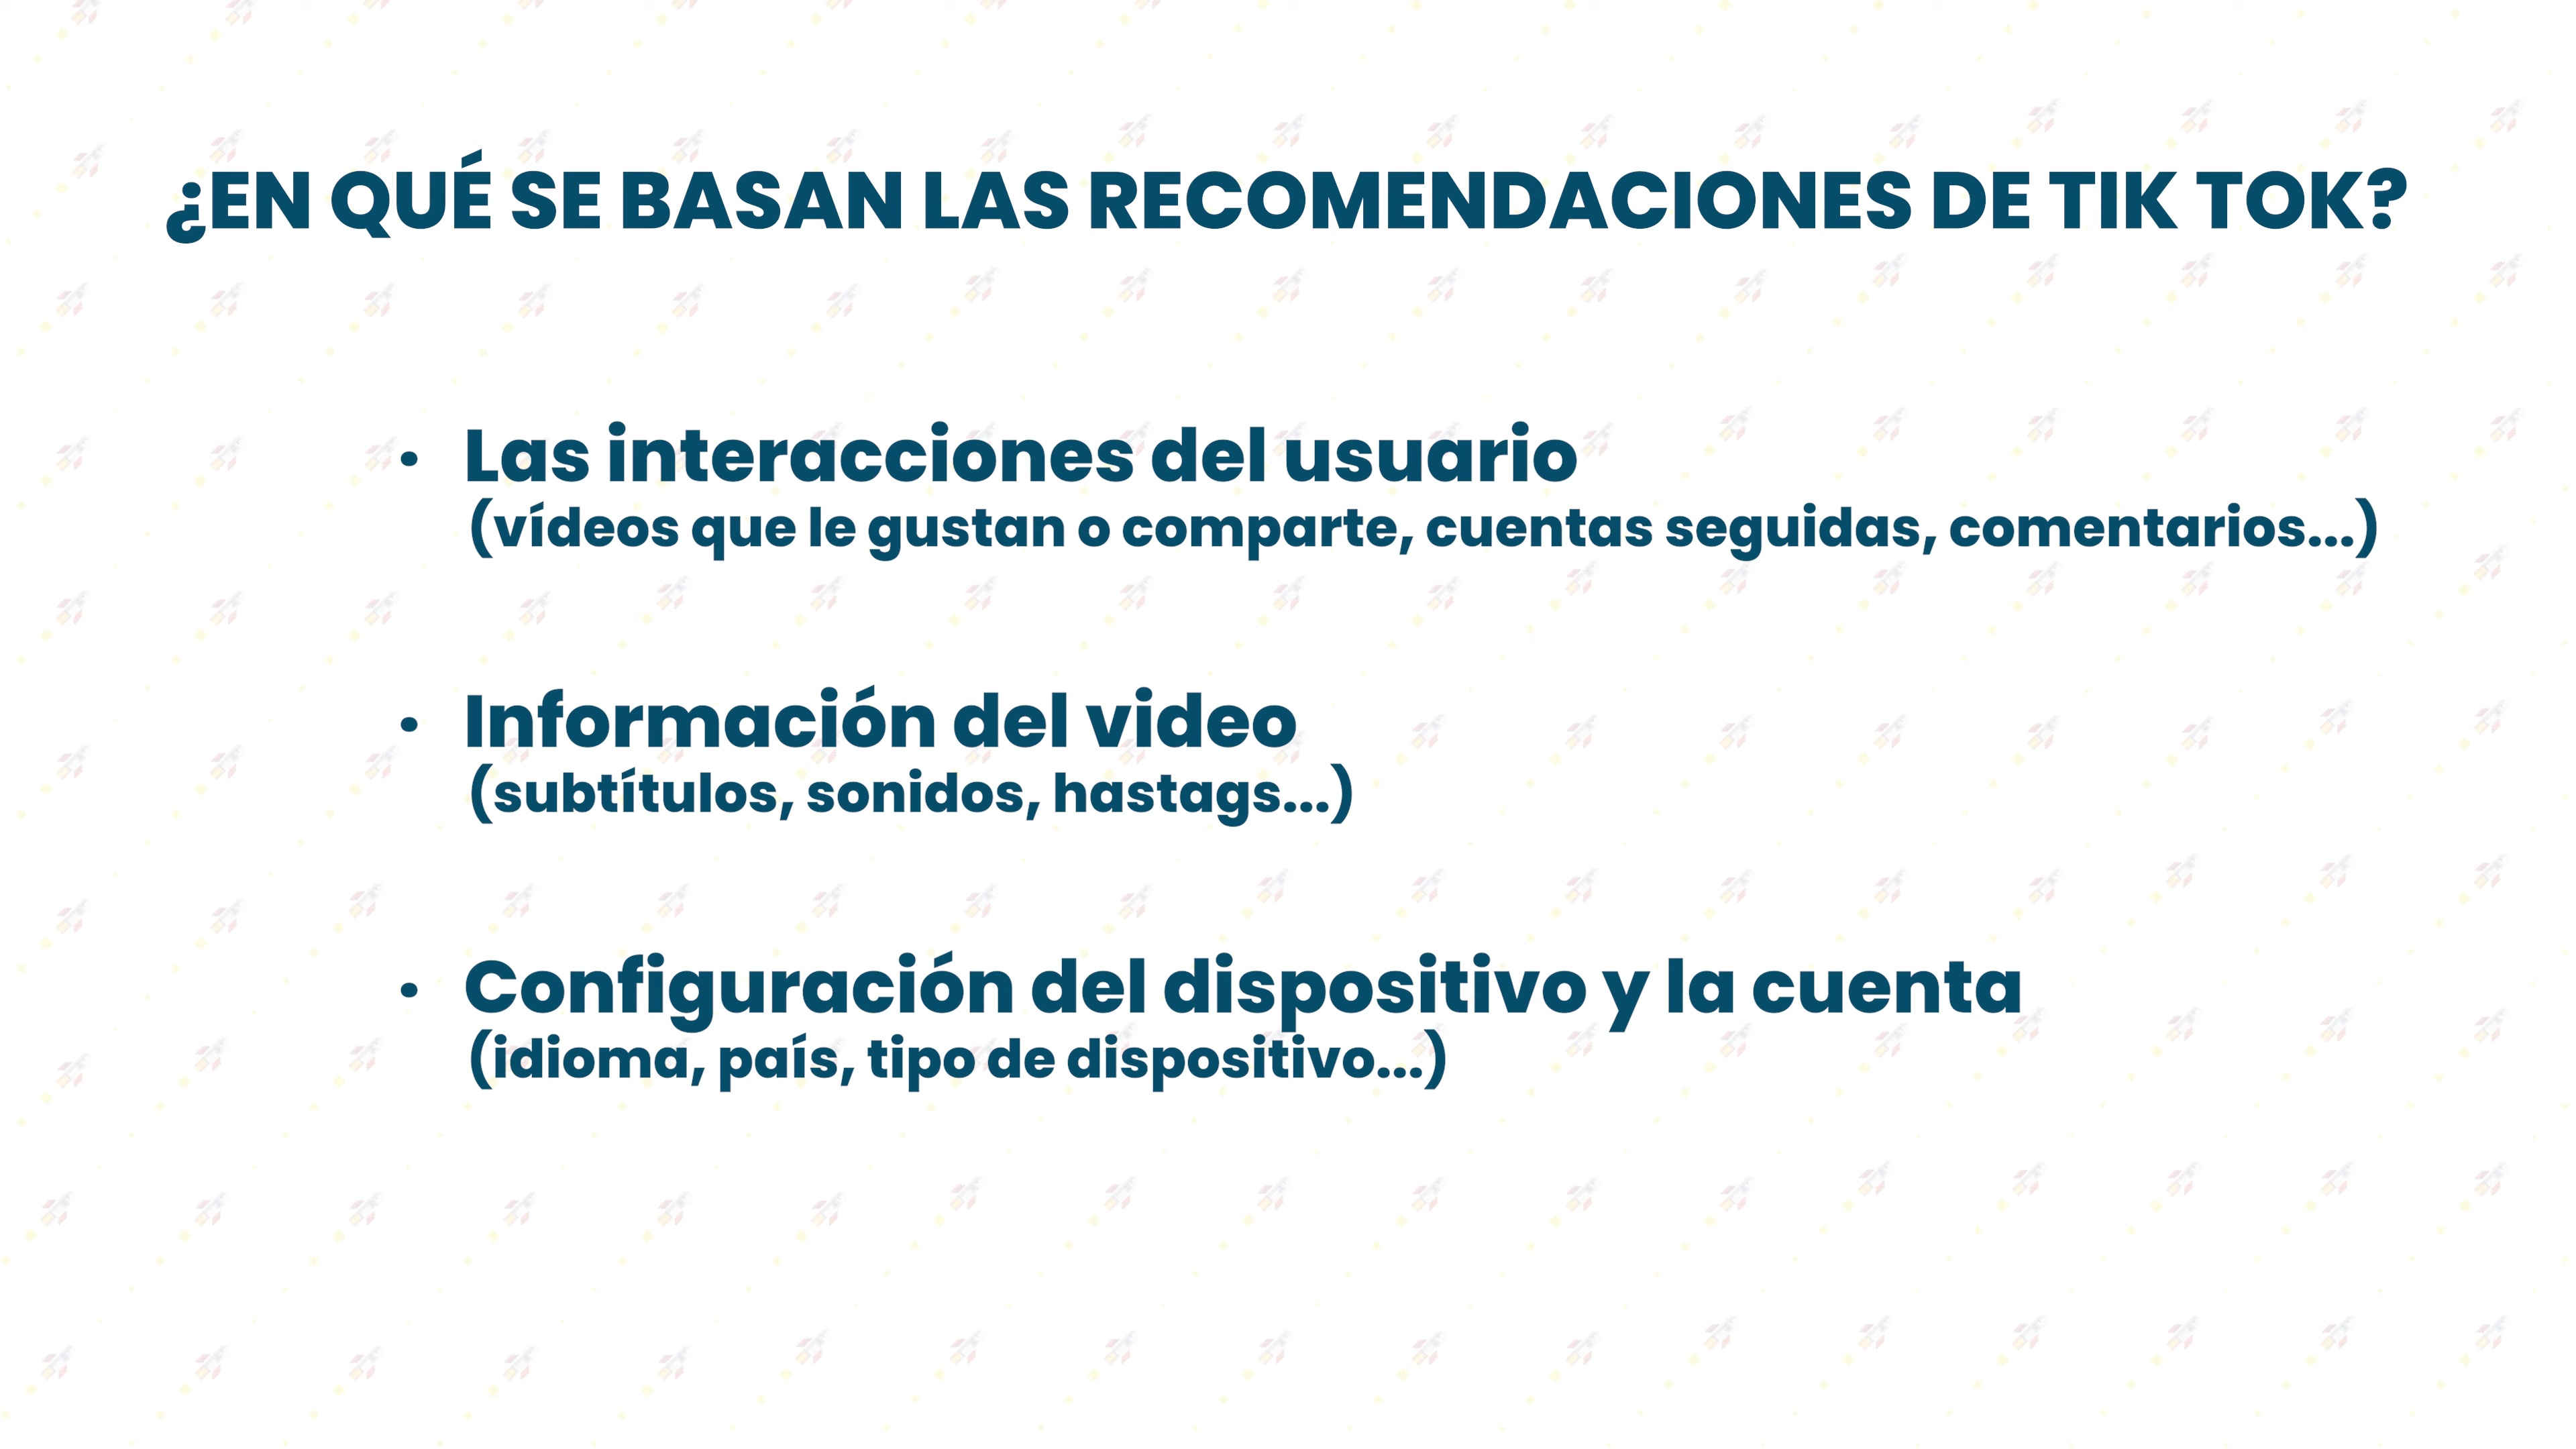 ¿EN QUÉ SE BASAN LAS RECOMENDACIONES DE TIK TOK?
• Las interacciones del usuario
(vídeos que le gustan o comparte, cuentas seguidas, comentarios...)
• Información del video
(subtítulos, sonidos, hastags...)
• Configuración del dispositivo y la cuenta
(idioma, país, tipo de dispositivo...)